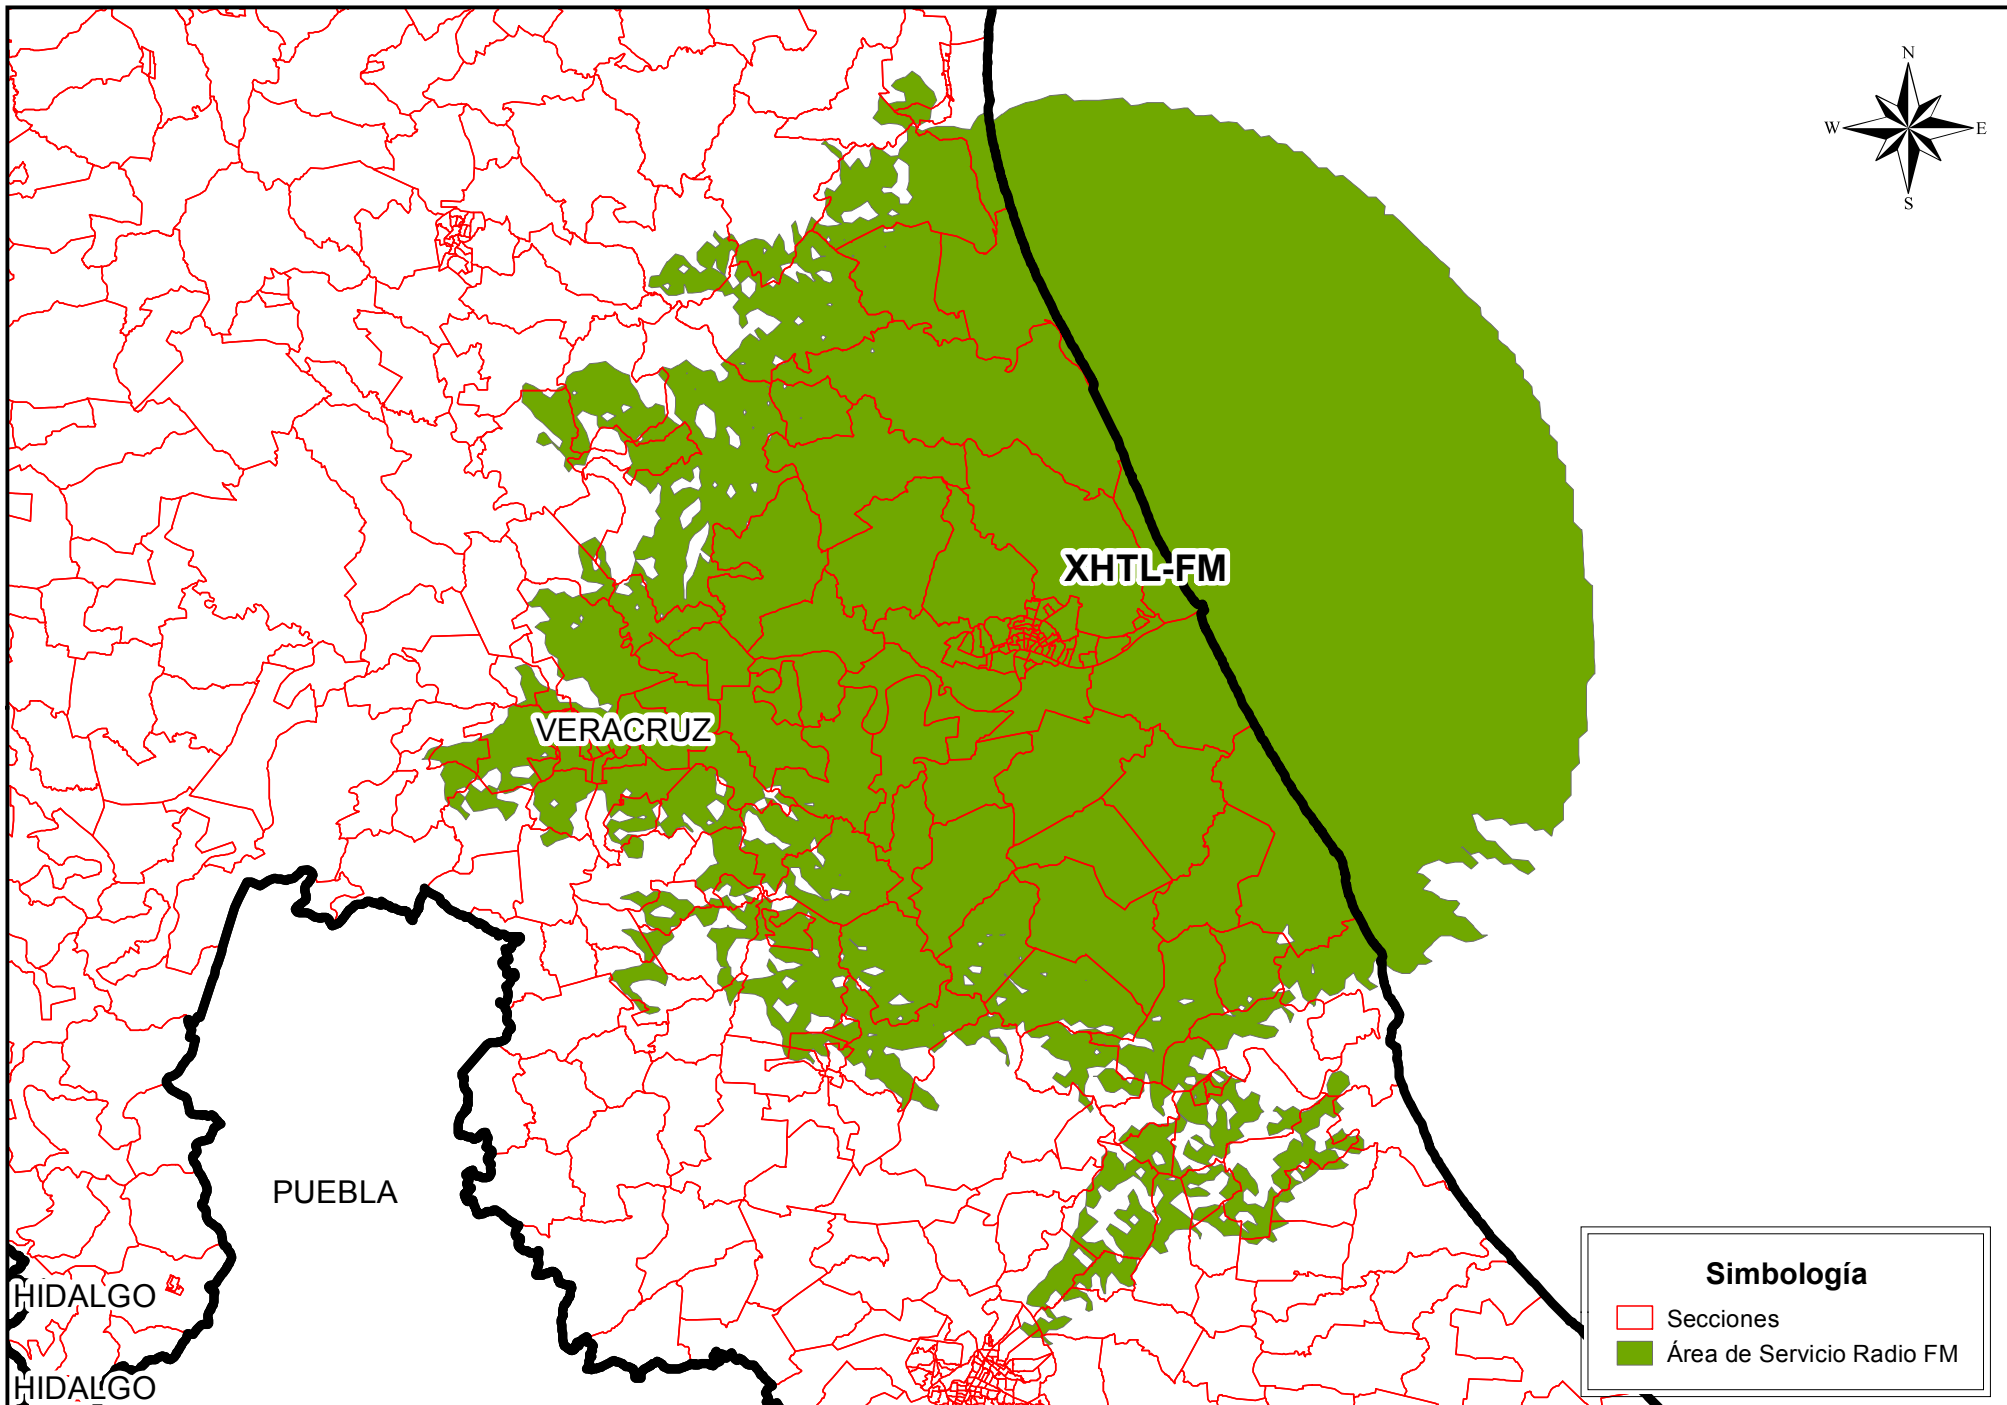 N
W E
S
XHTL-FM
VERACRUZ
PUEBLA
HIDALGO
HIDALGO
Simbología
Secciones
Área de Servicio Radio FM